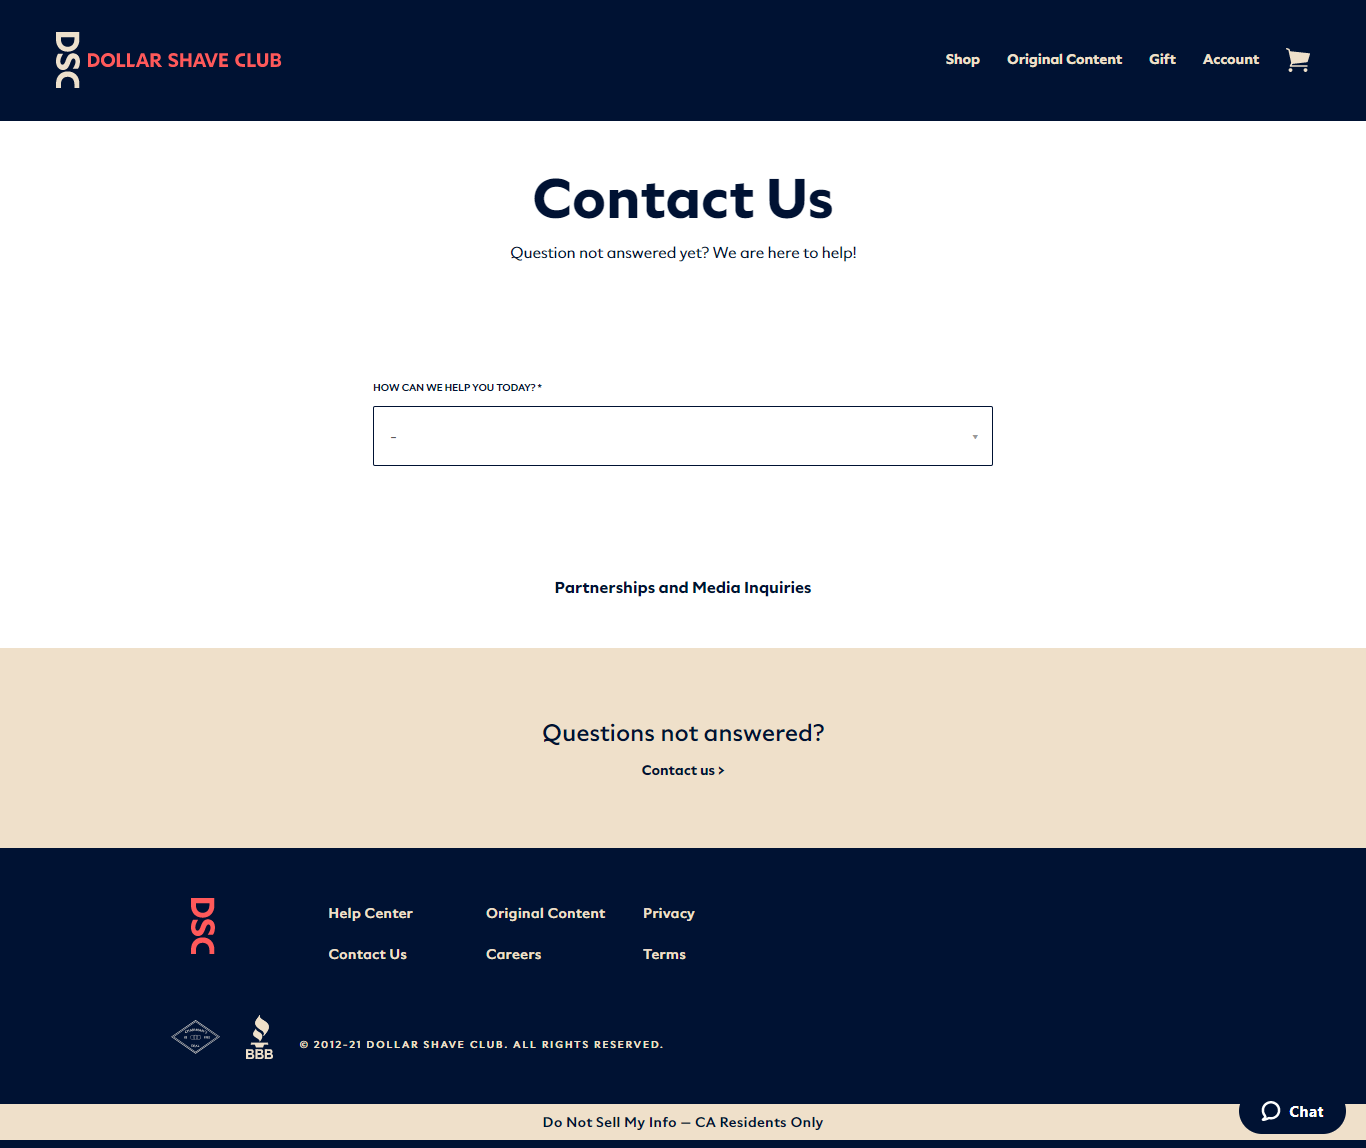 DSC DOLLAR SHAVE CLUB
Shop Original Content Gift Account
Contact Us
Question not answered yet? We are here to help!
HOW CAN WE HELP YOU TODAY? *
-
Partnerships and Media Inquiries
Questions not answered?
Contact us >
DSC
Help Center Original Content Privacy
Contact Us Careers Terms
BBB
© 2012-21 DOLLAR SHAVE CLUB. ALL RIGHTS RESERVED.
Do Not Sell My Info — CA Residents Only
Chat